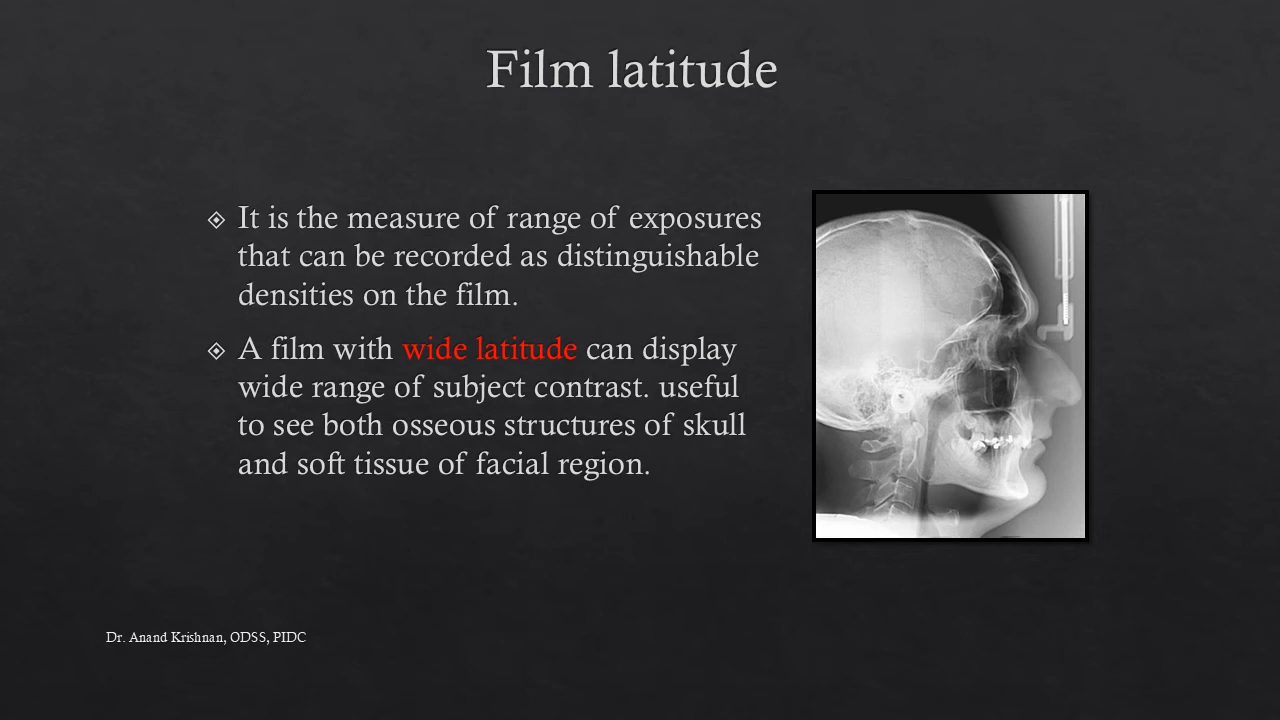 Film latitude
It is the measure of range of exposures
that can be recorded as distinguishable
densities on the film.
A film with wide latitude can display
wide range of subject contrast. useful
to see both osseous structures of skull
and soft tissue of facial region.
Dr. Anand Krishnan, ODSS, PIDC